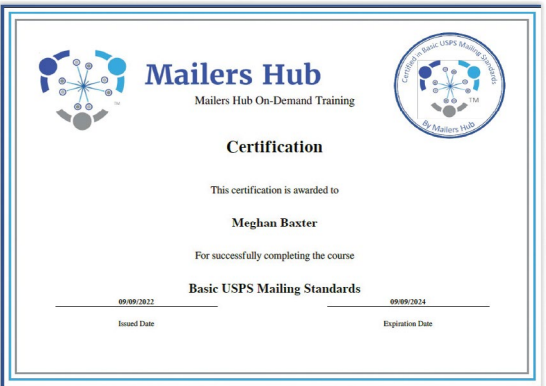 Mailers Hub
TM
Mailers Hub On-Demand Training
Certified in Basic USPS Mailing Standards
TM
By Mailers Hub
Certification
This certification is awarded to
Meghan Baxter
For successfully completing the course
Basic USPS Mailing Standards
09/09/2022
09/09/2024
Issued Date
Expiration Date